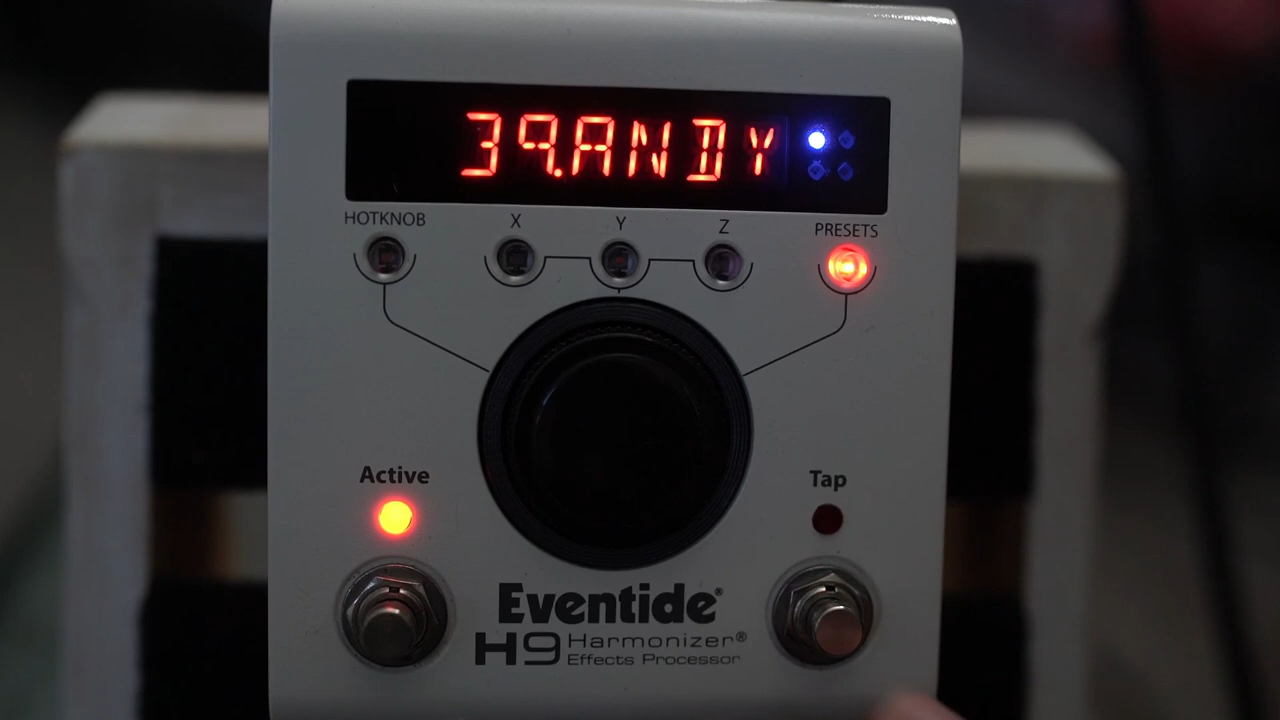 39.ANDY
HOTKNOB
X
Y
Z
PRESETS
Active
Tap
Eventide®
H9 Harmonizer®
Effects Processor